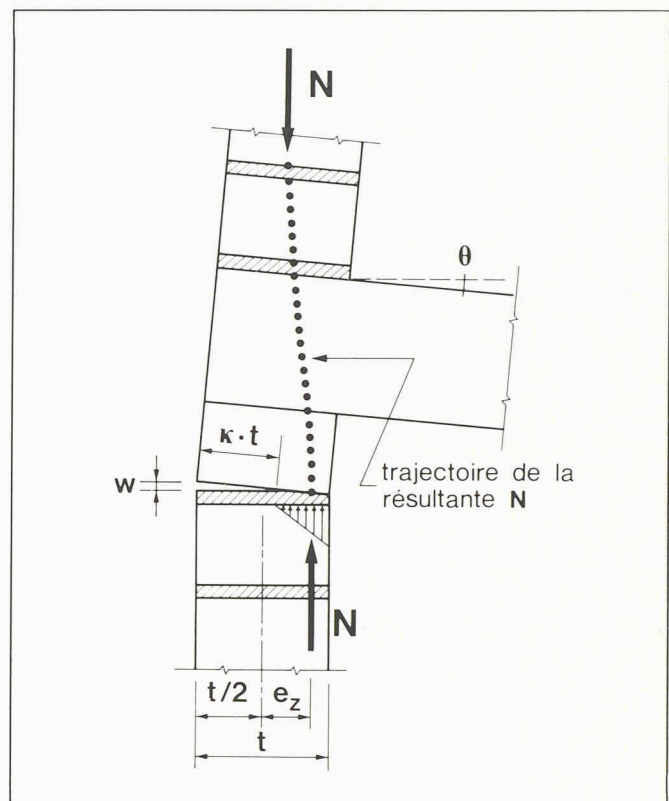 N
θ
κ · t
w
trajectoire de la
résultante N
N
t/2
e_z
t